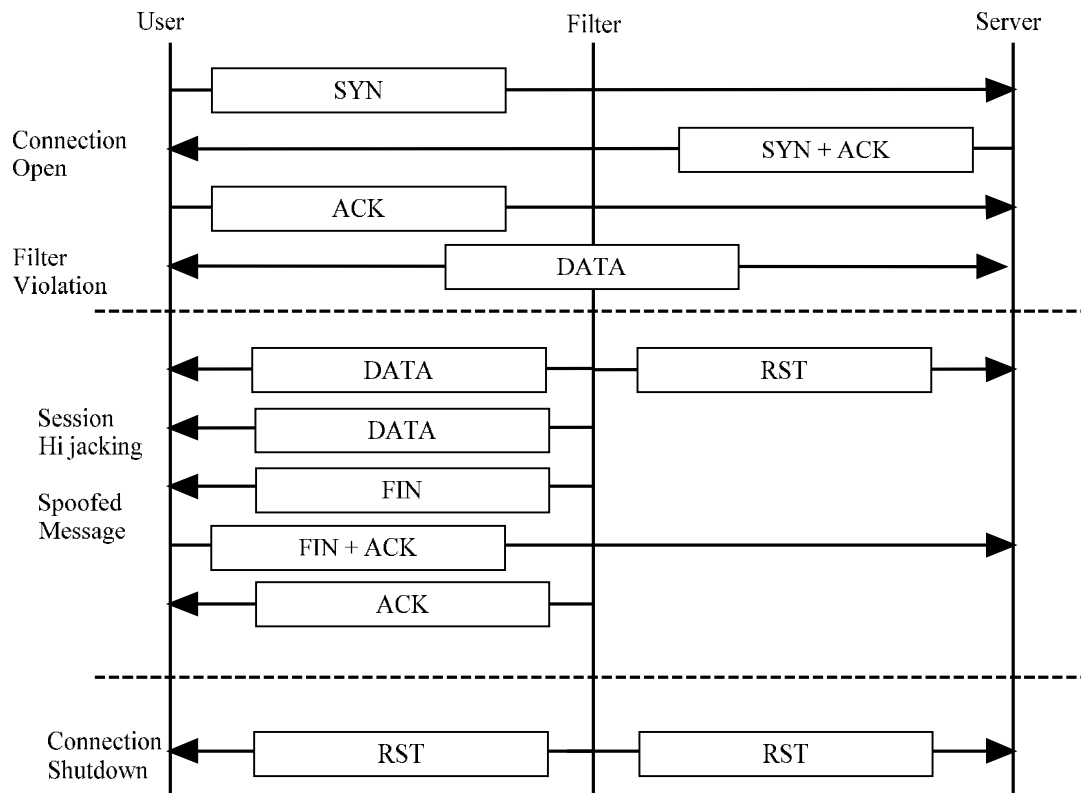 User
Filter
Server
SYN
Connection
Open
SYN + ACK
ACK
Filter
Violation
DATA
DATA
RST
Session
Hi jacking
DATA
FIN
Spoofed
Message
FIN + ACK
ACK
Connection
Shutdown
RST
RST